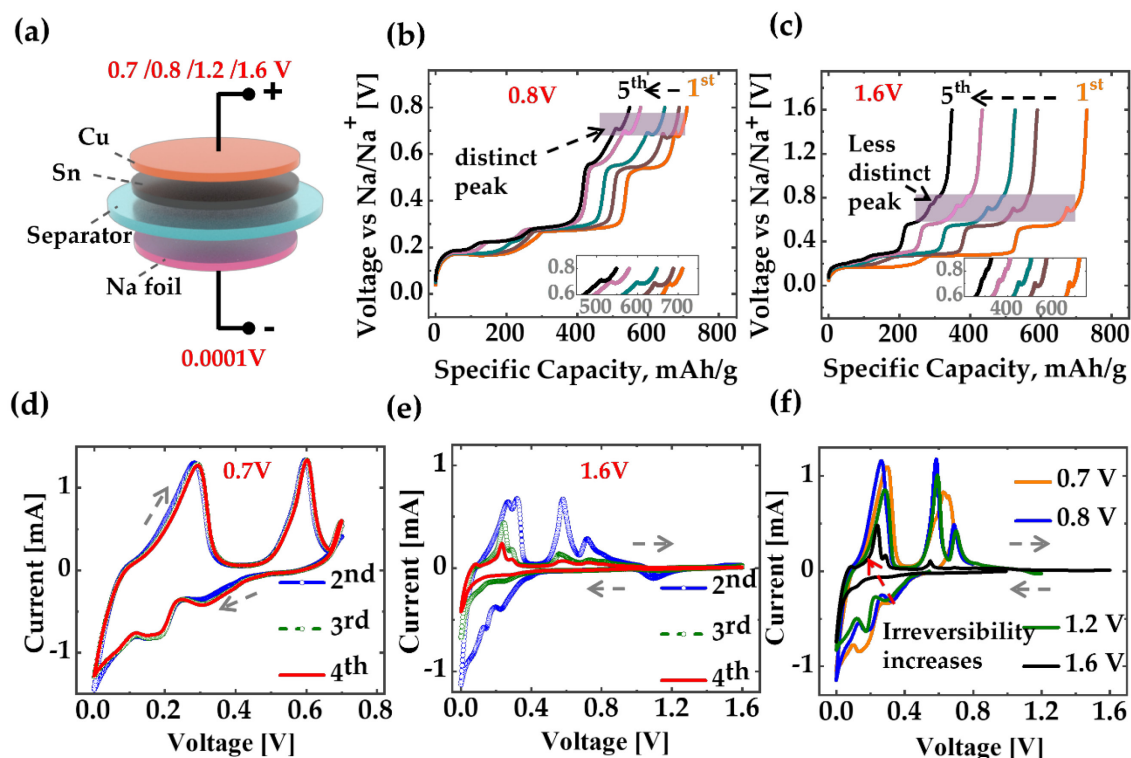 (a)
0.7 /0.8 /1.2 /1.6 V
+
Cu
Sn
Separator
Na foil
-
0.0001V
(b)
Voltage vs Na/Na+ [V]
0.8
0.6
0.4
0.2
0.0
0.8V
5th
1st
distinct
peak
0.8
0.6
500 600 700
0 200 400 600 800
Specific Capacity, mAh/g
(c)
Voltage vs Na/Na+ [V]
1.6
1.2
0.8
0.4
0.0
1.6V
5th
1st
Less
distinct
peak
0.8
0.6
400 600
0 200 400 600 800
Specific Capacity, mAh/g
(d)
Current [mA]
1
0
-1
0.7V
2nd
3rd
4th
0.0 0.2 0.4 0.6 0.8
Voltage [V]
(e)
Current [mA]
1
0
-1
1.6V
2nd
3rd
4th
0.0 0.4 0.8 1.2 1.6
Voltage [V]
(f)
Current [mA]
1
0
-1
0.7 V
0.8 V
1.2 V
1.6 V
Irreversibility
increases
0.0 0.4 0.8 1.2 1.6
Voltage [V]